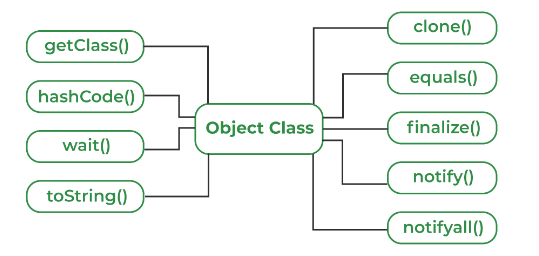 getClass()
hashCode()
wait()
toString()
Object Class
clone()
equals()
finalize()
notify()
notifyall()